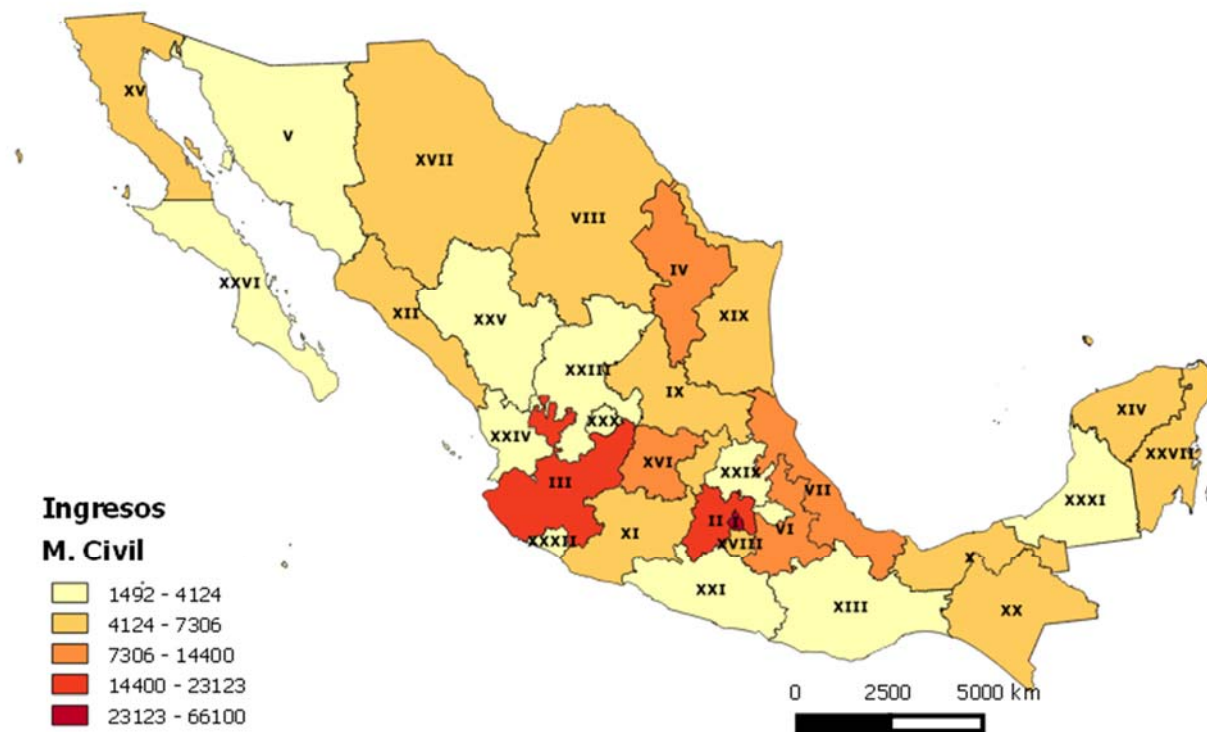 XV
V
XVII
VIII
IV
XXVI
XII
XXV
XIX
XXIII
IX
XXX
XXIV
XIV
XVI
XXVII
XXIX
III
VII
XXXI
II
I
VI
XI
XXXII
XVIII
X
XXI
XIII
XX
Ingresos
M. Civil
1492 - 4124
4124 - 7306
7306 - 14400
14400 - 23123
23123 - 66100
0 2500 5000 km